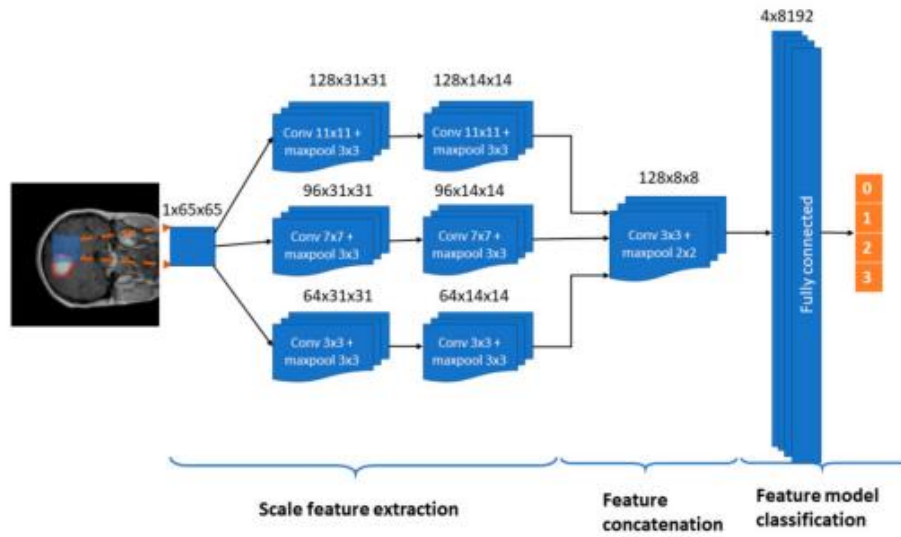 4x8192
128x31x31
128x14x14
Conv 11x11 +
maxpool 3x3
Conv 11x11 +
maxpool 3x3
1x65x65
96x31x31
96x14x14
128x8x8
Conv 7x7 +
maxpool 3x3
Conv 7x7 +
maxpool 3x3
Conv 3x3 +
maxpool 2x2
64x31x31
64x14x14
Conv 3x3 +
maxpool 3x3
Conv 3x3 +
maxpool 3x3
Fully connected
0
1
2
3
Scale feature extraction
Feature
concatenation
Feature model
classification